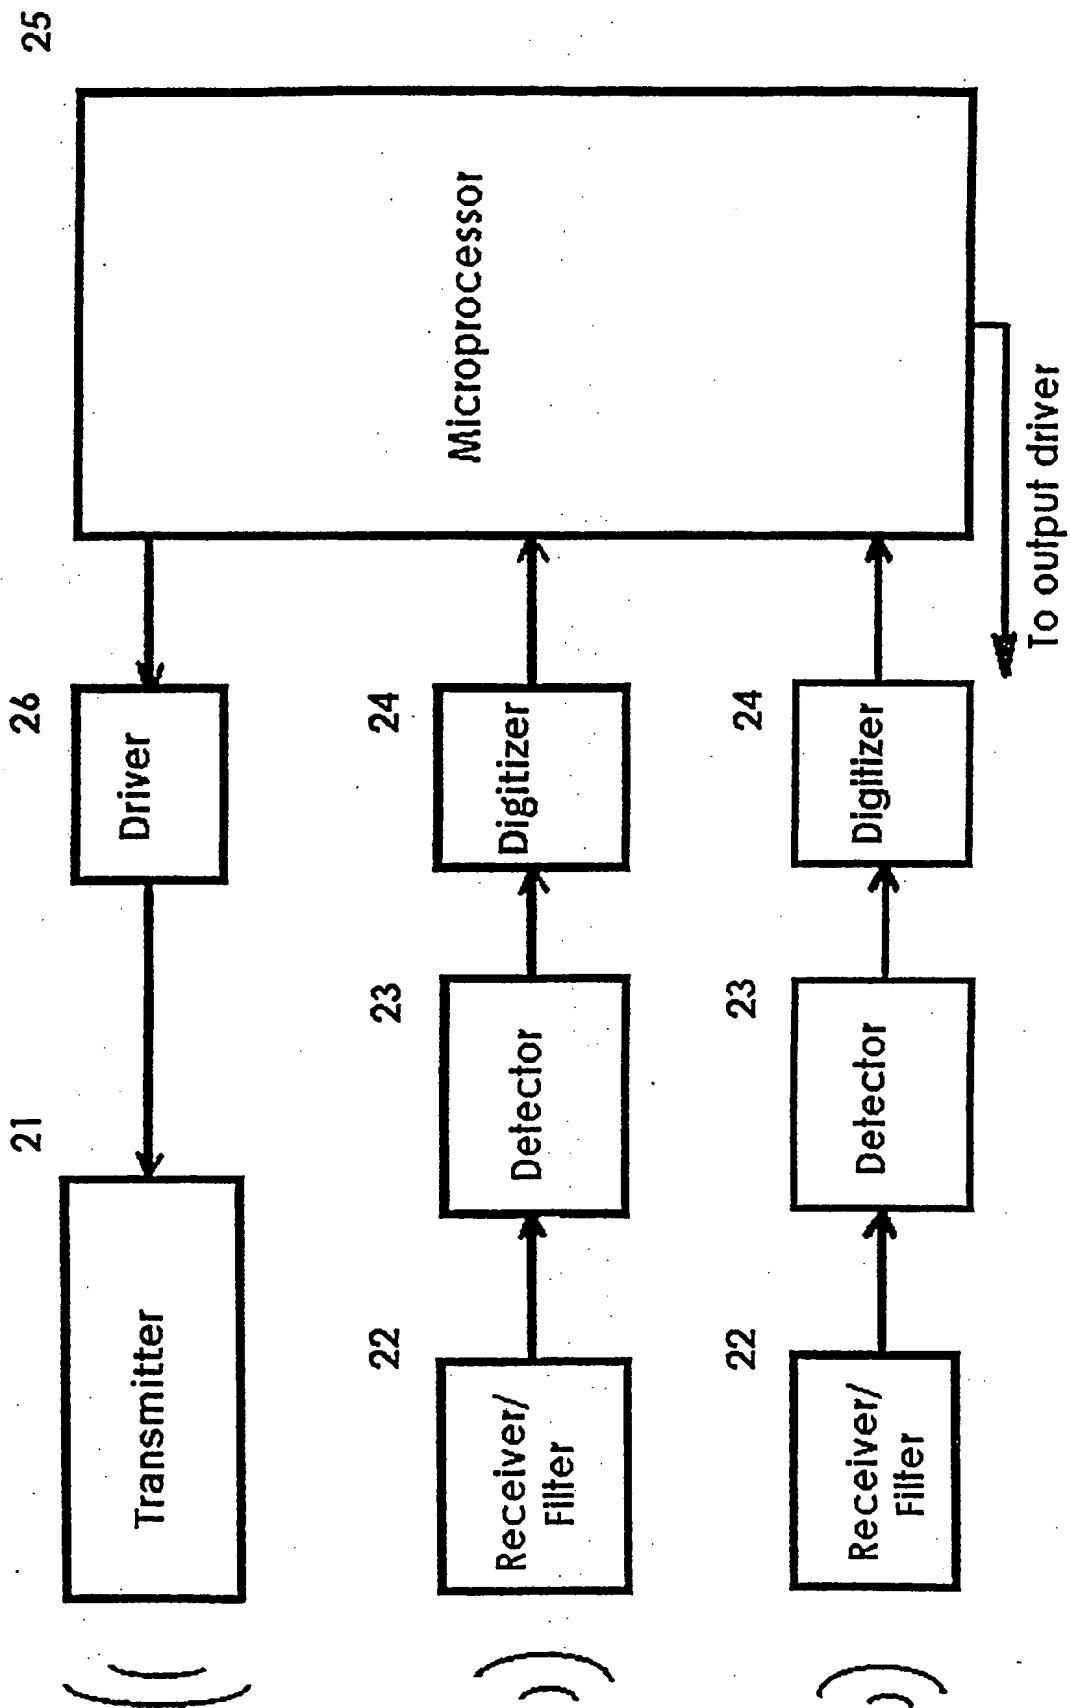 21
26
25
Transmitter
Driver
Microprocessor
22
23
24
Receiver/
Filter
Detector
Digitizer
22
23
24
Receiver/
Filter
Detector
Digitizer
To output driver